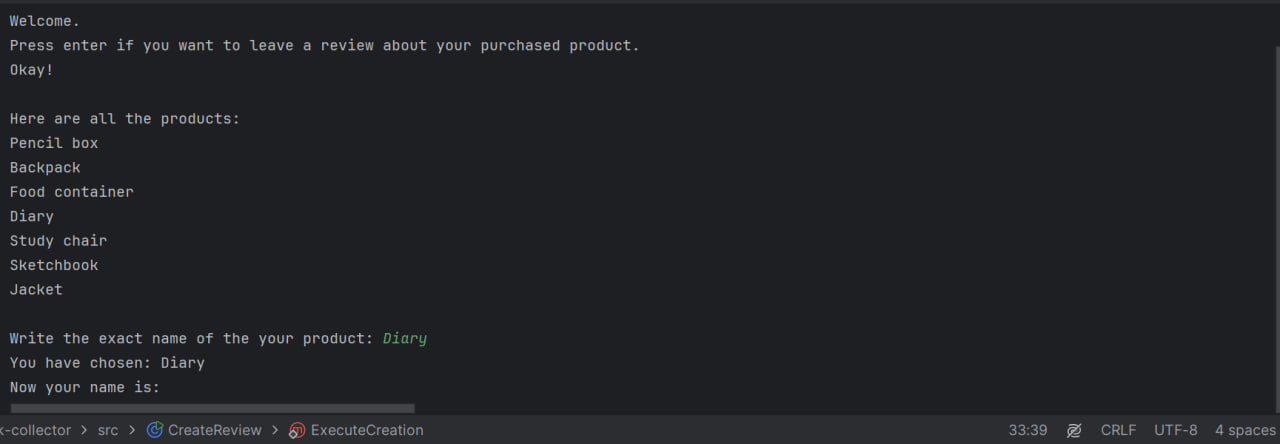 Welcome.
Press enter if you want to leave a review about your purchased product.
Okay!
Here are all the products:
Pencil box
Backpack
Food container
Diary
Study chair
Sketchbook
Jacket
Write the exact name of the your product: Diary
You have chosen: Diary
Now your name is:
k-collector > src > CreateReview > ExecuteCreation 33:39 CRLF UTF-8 4 spaces